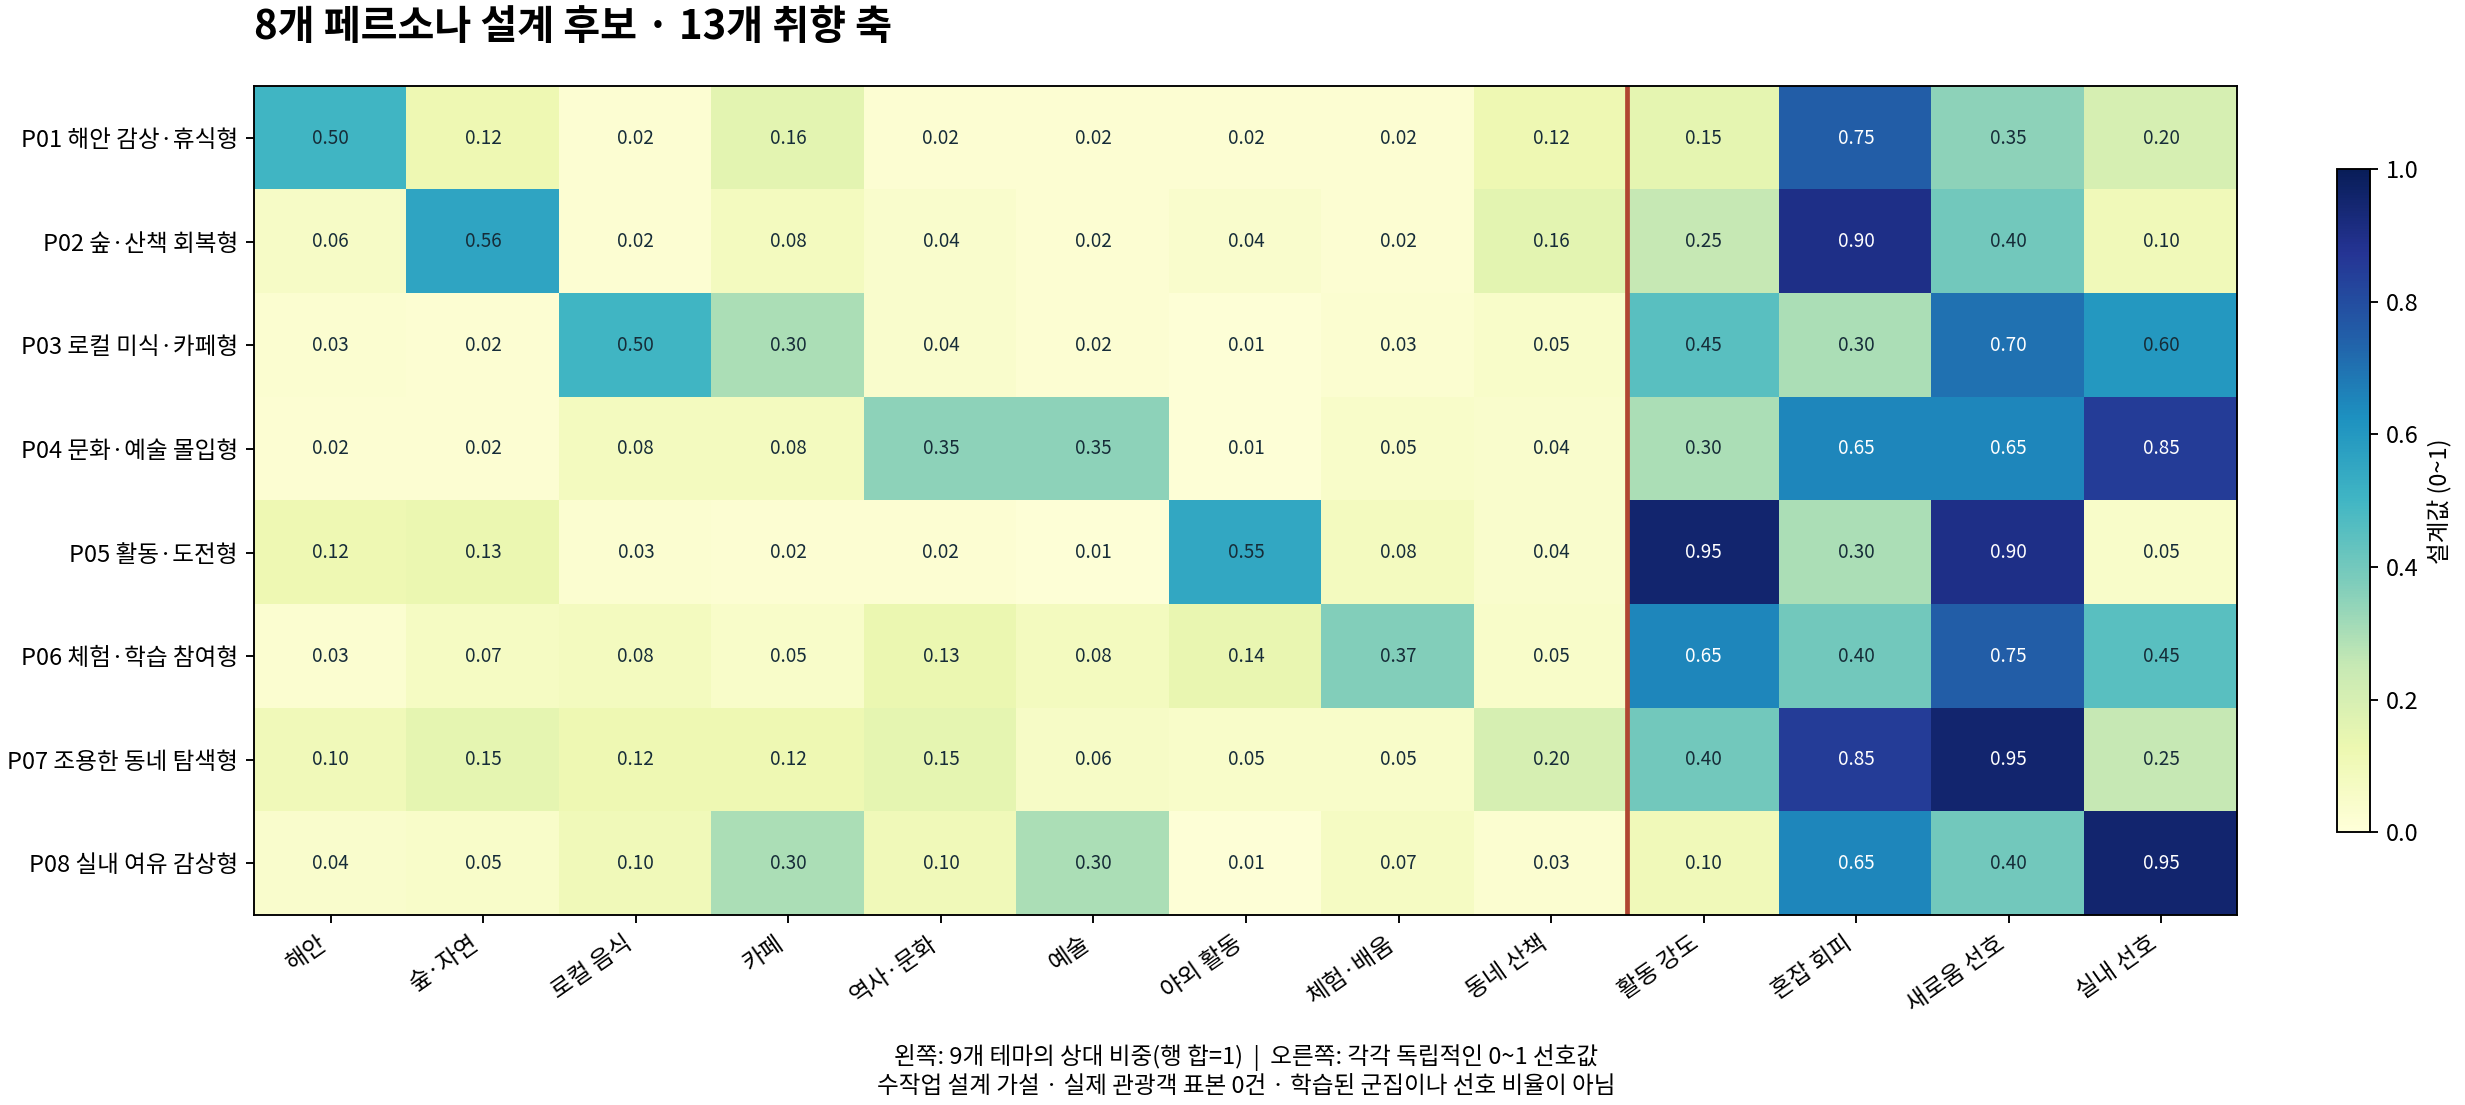 8개 페르소나 설계 후보 · 13개 취향 축
P01 해안 감상·휴식형 0.50 0.12 0.02 0.16 0.02 0.02 0.02 0.02 0.12 0.15 0.75 0.35 0.20
P02 숲·산책 회복형 0.06 0.56 0.02 0.08 0.04 0.02 0.04 0.02 0.16 0.25 0.90 0.40 0.10
P03 로컬 미식·카페형 0.03 0.02 0.50 0.30 0.04 0.02 0.01 0.03 0.05 0.45 0.30 0.70 0.60
P04 문화·예술 몰입형 0.02 0.02 0.08 0.08 0.35 0.35 0.01 0.05 0.04 0.30 0.65 0.65 0.85
P05 활동·도전형 0.12 0.13 0.03 0.02 0.02 0.01 0.55 0.08 0.04 0.95 0.30 0.90 0.05
P06 체험·학습 참여형 0.03 0.07 0.08 0.05 0.13 0.08 0.14 0.37 0.05 0.65 0.40 0.75 0.45
P07 조용한 동네 탐색형 0.10 0.15 0.12 0.12 0.15 0.06 0.05 0.05 0.20 0.40 0.85 0.95 0.25
P08 실내 여유 감상형 0.04 0.05 0.10 0.30 0.10 0.30 0.01 0.07 0.03 0.10 0.65 0.40 0.95
해안 숲·자연 로컬 음식 카페 역사·문화 예술 야외 활동 체험·배움 동네 산책 활동 강도 혼잡 회피 새로움 선호 실내 선호
1.0
0.8
0.6
0.4
0.2
0.0
설계값 (0~1)
왼쪽: 9개 테마의 상대 비중(행 합=1) | 오른쪽: 각각 독립적인 0~1 선호값
수작업 설계 가설 · 실제 관광객 표본 0건 · 학습된 군집이나 선호 비율이 아님